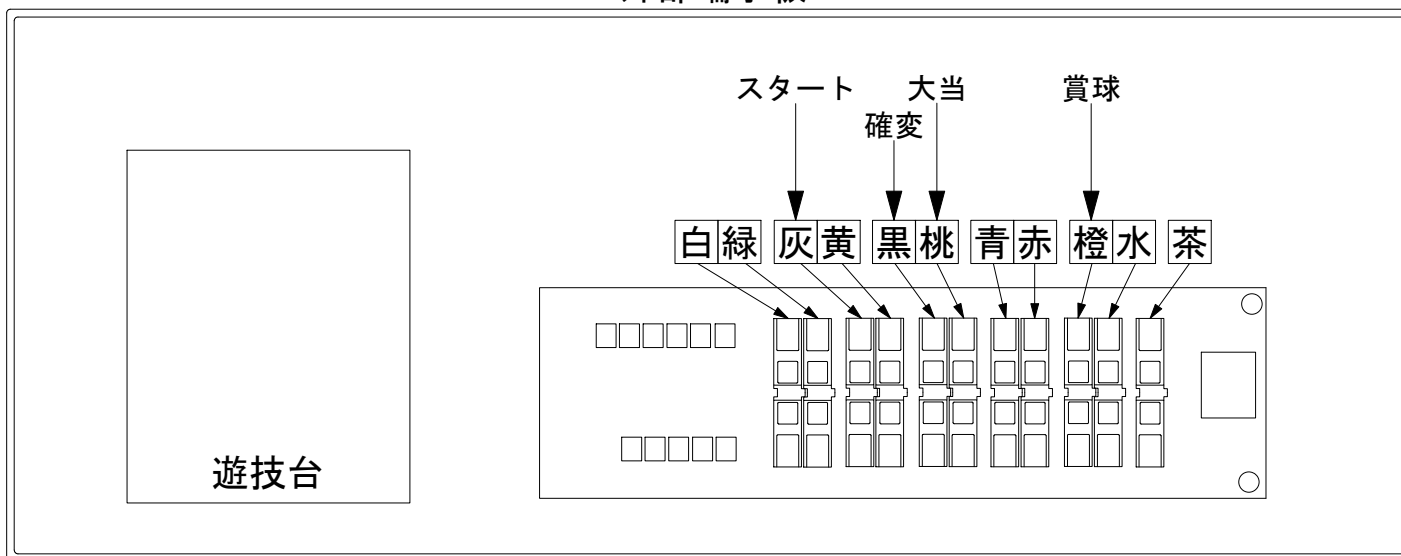 スタート 大当 賞球
確変
白 緑 灰 黄 黒 桃 青 赤 橙 水 茶
遊技台